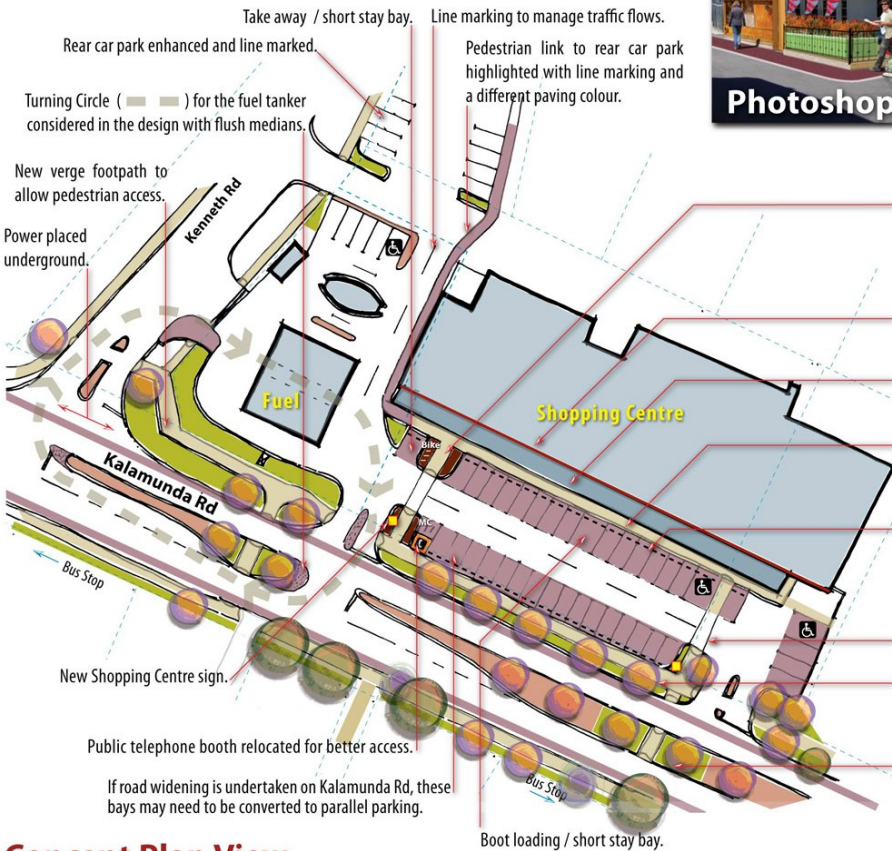 Take away / short stay bay.
Line marking to manage traffic flows.
Rear car park enhanced and line marked.
Pedestrian link to rear car park
highlighted with line marking and
a different paving colour.
Photoshop
Turning Circle ( ) for the fuel tanker
considered in the design with flush medians.
New verge footpath to
allow pedestrian access.
Kenneth Rd
Power placed
underground.
Fuel
Shopping Centre
Bike
Kalamunda Rd
MC
Bus Stop
New Shopping Centre sign.
Public telephone booth relocated for better access.
If road widening is undertaken on Kalamunda Rd, these
bays may need to be converted to parallel parking.
Bus Stop
Boot loading / short stay bay.